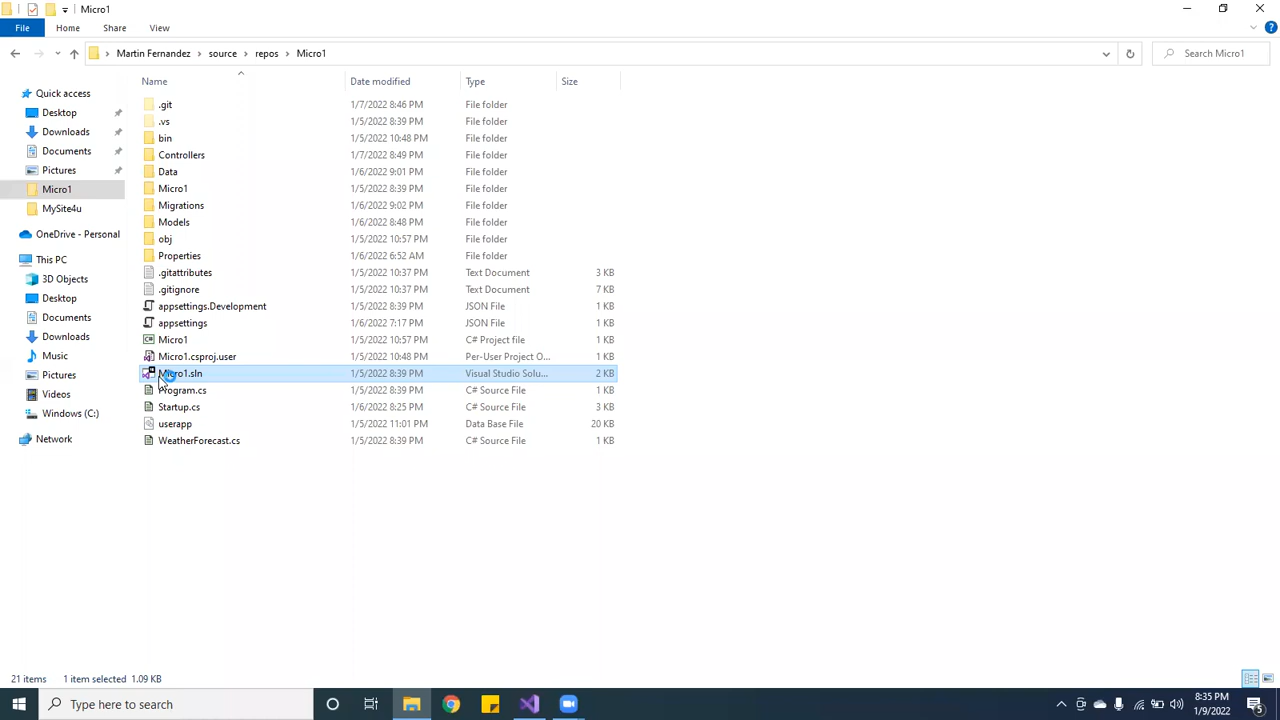 Micro1
File Home Share View
Martin Fernandez source repos Micro1 Search Micro1
Name Date modified Type Size
Quick access
Desktop
Downloads
Documents
Pictures
Micro1
MySite4u
OneDrive - Personal
This PC
3D Objects
Desktop
Documents
Downloads
Music
Pictures
Videos
Windows (C:)
Network
.git 1/7/2022 8:46 PM File folder
.vs 1/5/2022 8:39 PM File folder
bin 1/5/2022 10:48 PM File folder
Controllers 1/7/2022 8:49 PM File folder
Data 1/6/2022 9:01 PM File folder
Micro1 1/5/2022 8:39 PM File folder
Migrations 1/6/2022 9:02 PM File folder
Models 1/6/2022 8:48 PM File folder
obj 1/5/2022 10:57 PM File folder
Properties 1/6/2022 6:52 AM File folder
.gitattributes 1/5/2022 10:37 PM Text Document 3 KB
.gitignore 1/5/2022 10:37 PM Text Document 7 KB
appsettings.Development 1/5/2022 8:39 PM JSON File 1 KB
appsettings 1/6/2022 7:17 PM JSON File 1 KB
Micro1 1/5/2022 10:57 PM C# Project file 1 KB
Micro1.csproj.user 1/5/2022 10:48 PM Per-User Project O... 1 KB
Micro1.sln 1/5/2022 8:39 PM Visual Studio Solu... 2 KB
Program.cs 1/5/2022 8:39 PM C# Source File 1 KB
Startup.cs 1/6/2022 8:25 PM C# Source File 3 KB
userapp 1/5/2022 11:01 PM Data Base File 20 KB
WeatherForecast.cs 1/5/2022 8:39 PM C# Source File 1 KB
21 items 1 item selected 1.09 KB
Type here to search
8:35 PM
1/9/2022
5